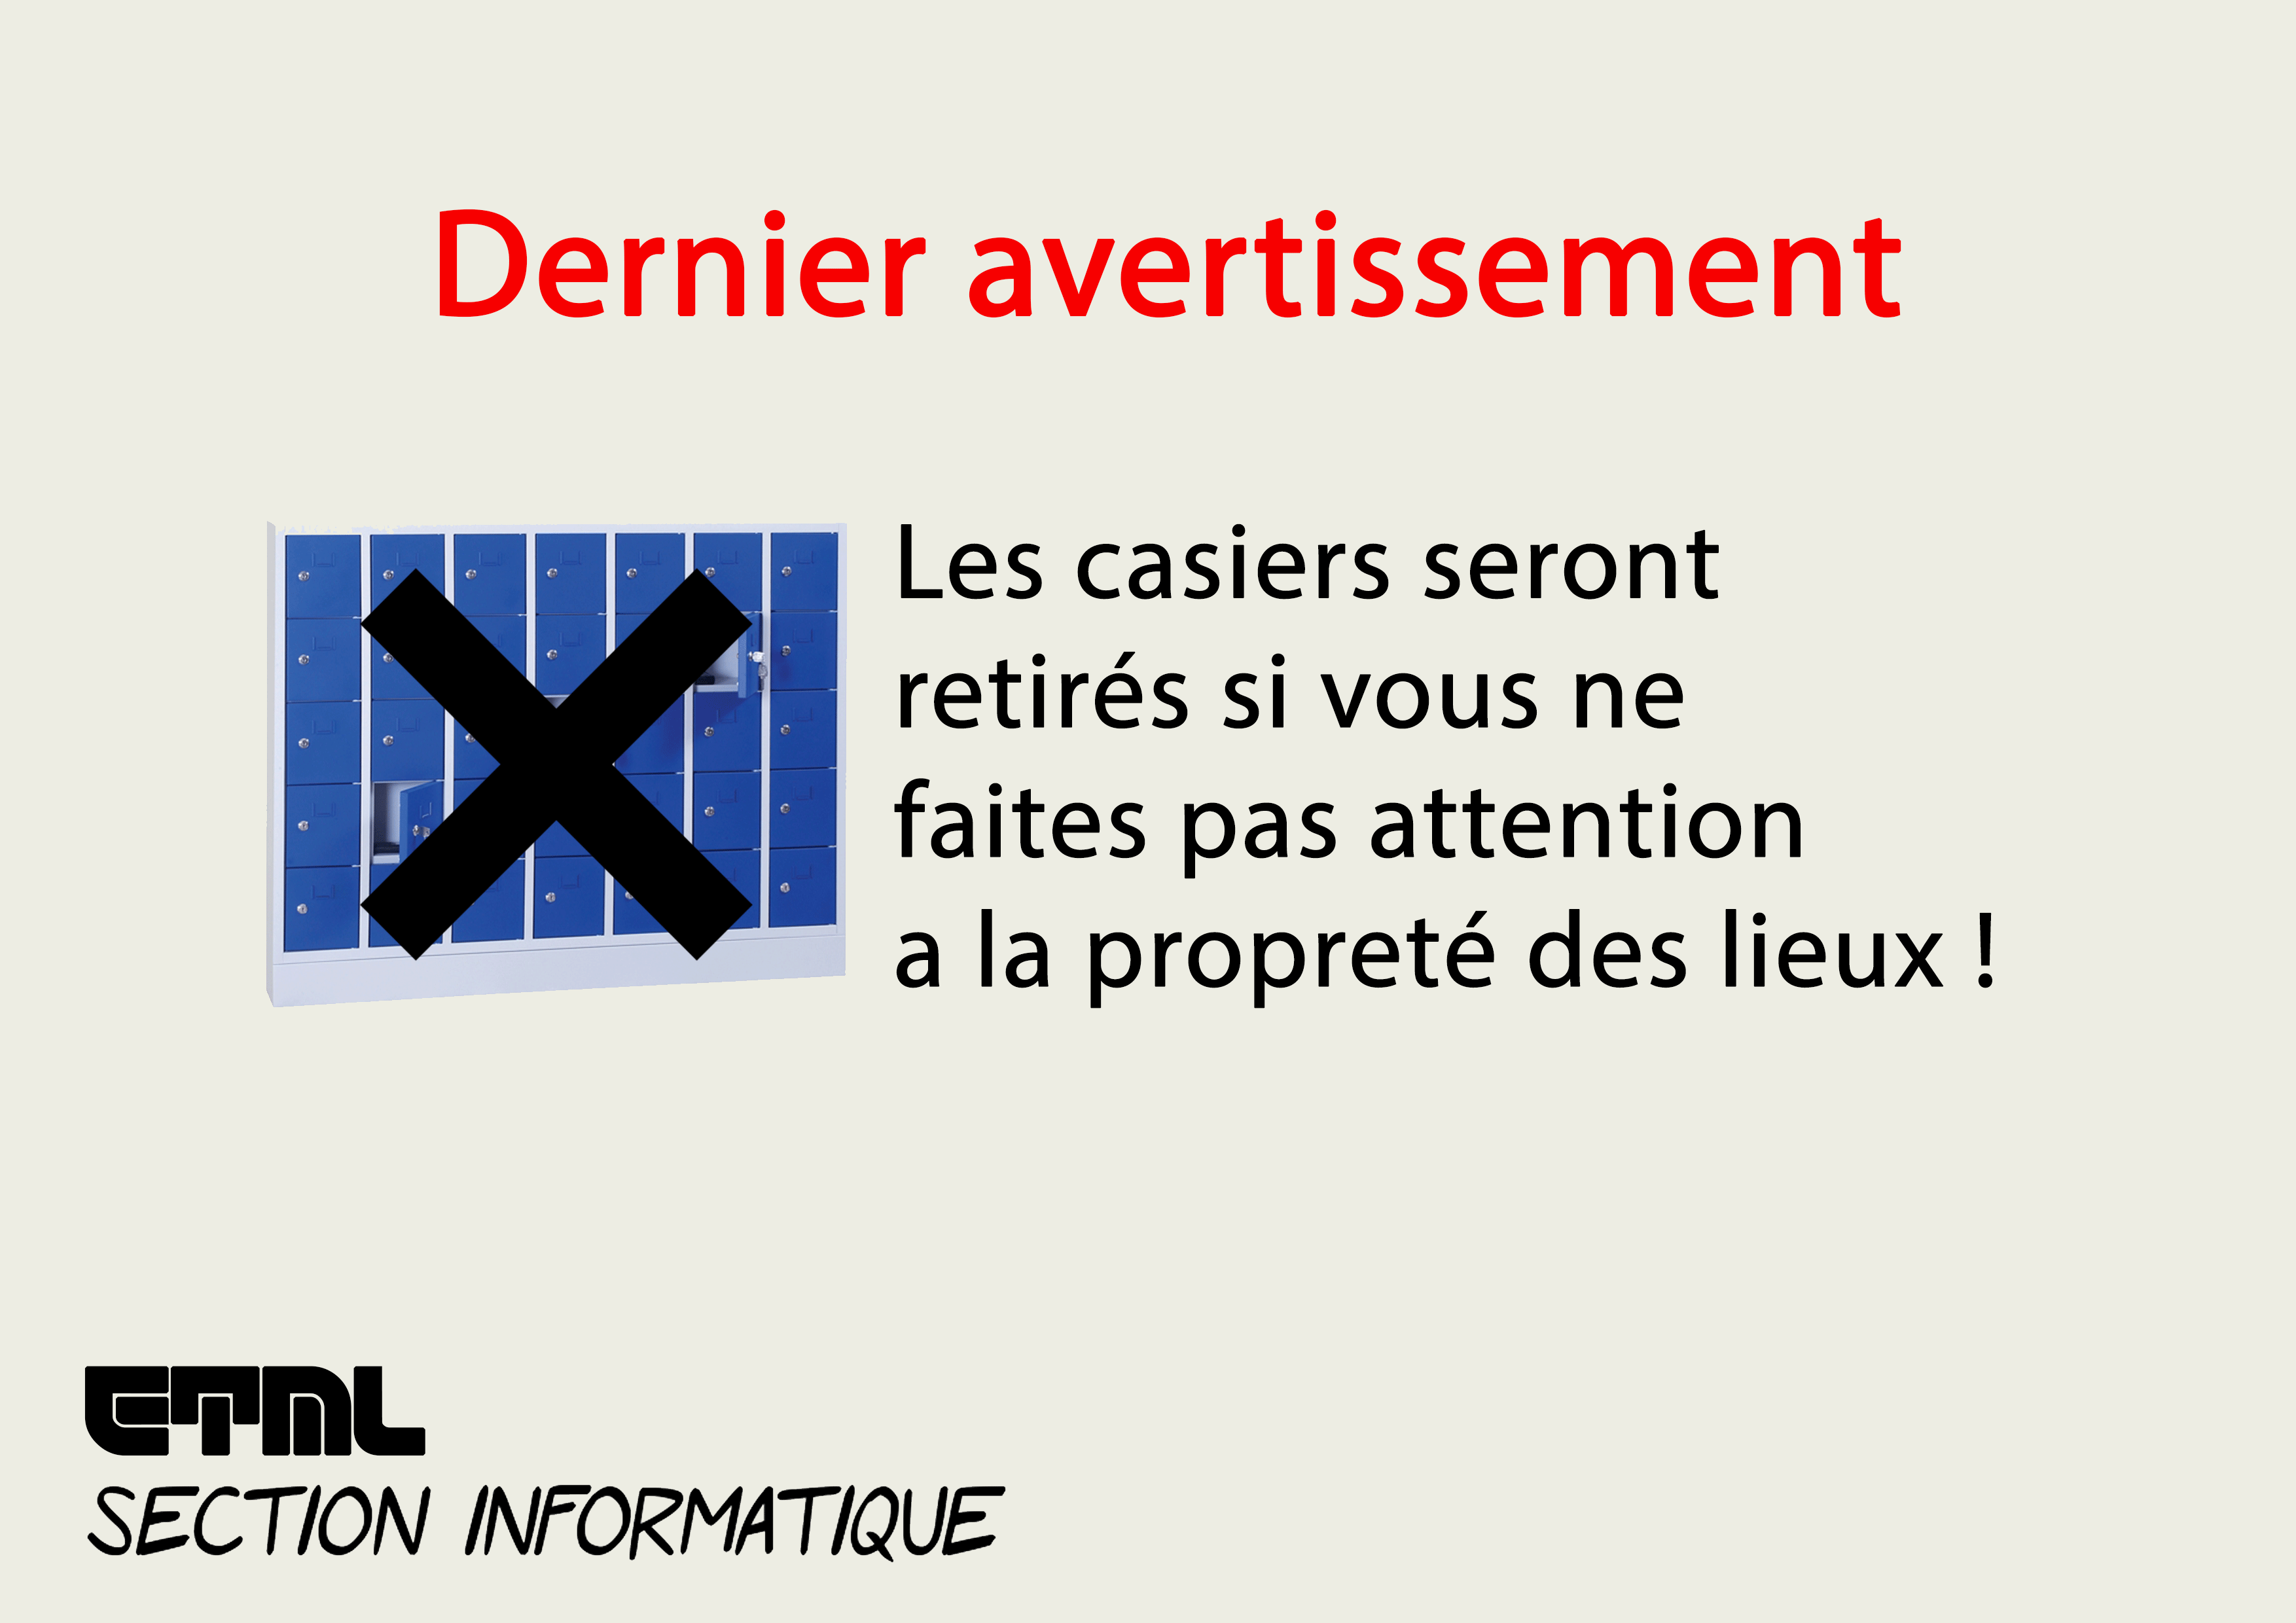 Dernier avertissement
Les casiers seront
retirés si vous ne
faites pas attention
a la propreté des lieux !
ETML
SECTION INFORMATIQUE